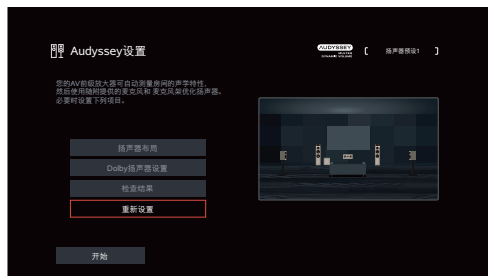 Audyssey设置
AUDYSSEY
MULTEQ
DYNAMIC VOLUME
【 扬声器预设1 】
您的AV前级放大器可自动测量房间的声学特性,
然后使用随附提供的麦克风和 麦克风架优化扬声器。
必要时设置下列项目。
扬声器布局
Dolby扬声器设置
检查结果
重新设置
开始